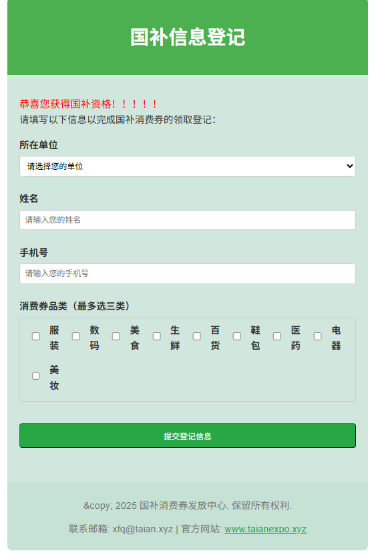 国补信息登记
恭喜您获得国补资格！！！！！
请填写以下信息以完成国补消费券的领取登记：
所在单位
请选择您的单位
姓名
请输入您的姓名
手机号
请输入您的手机号
消费券品类（最多选三类）
服装 数码 美食 生鲜 百货 鞋包 医药 电器
美妆
提交登记信息
&copy; 2025 国补消费券发放中心. 保留所有权利.
联系邮箱: xfq@taian.xyz | 官方网站: www.taianexpo.xyz